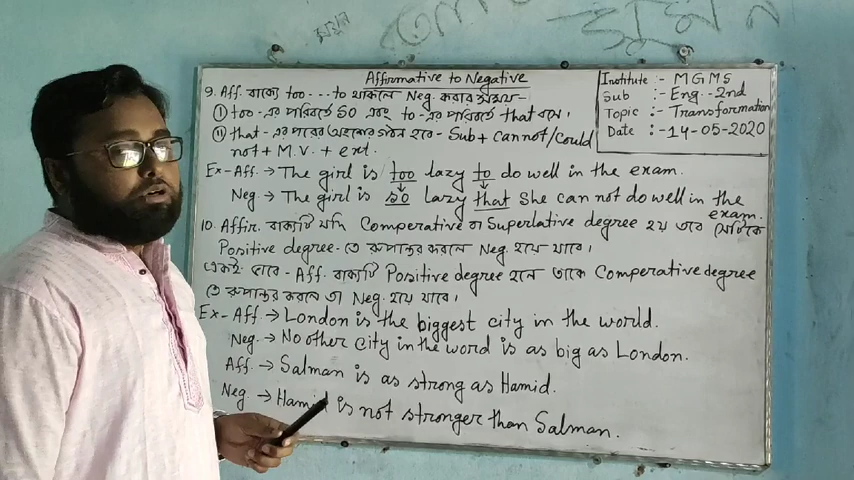 Affirmative to Negative
Institute :- MGMS
Sub :- Eng. 2nd
Topic :- Transformation
Date :- 14-05-2020
9. Aff. বাক্যে too --- to থাকলে Neg. করার সময় -
(i) too - এর পরিবর্তে so এবং to - এর পরিবর্তে that বসে।
(ii) that - এর পরের অংশের গঠন হবে - Sub + cannot/could
not + M.V. + ext.
Ex - Aff. → The girl is too lazy to do well in the exam.
Neg → The girl is so lazy that She can not do well in the
exam.
10. Affir. বাক্যটি যদি Comperative বা Superlative degree হয় তবে সেটিকে
Positive degree - তে রূপান্তর করলে Neg. হয়ে যাবে।
একই ভাবে - Aff. বাক্যটি Positive degree হলে তাকে Comperative degree
তে রূপান্তর করলে তা Neg. হয়ে যাবে।
Ex - Aff. → London is the biggest city in the world.
Neg. → No other city in the word is as big as London.
Aff. → Salman is as strong as Hamid.
Neg. → Hamid is not stronger than Salman.